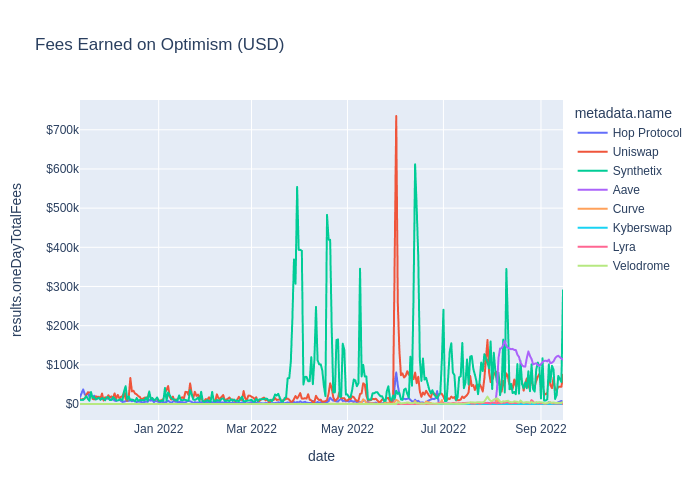 Fees Earned on Optimism (USD)
metadata.name
Hop Protocol
Uniswap
Synthetix
Aave
Curve
Kyberswap
Lyra
Velodrome
results.oneDayTotalFees
$700k
$600k
$500k
$400k
$300k
$200k
$100k
$0
Jan 2022
Mar 2022
May 2022
Jul 2022
Sep 2022
date